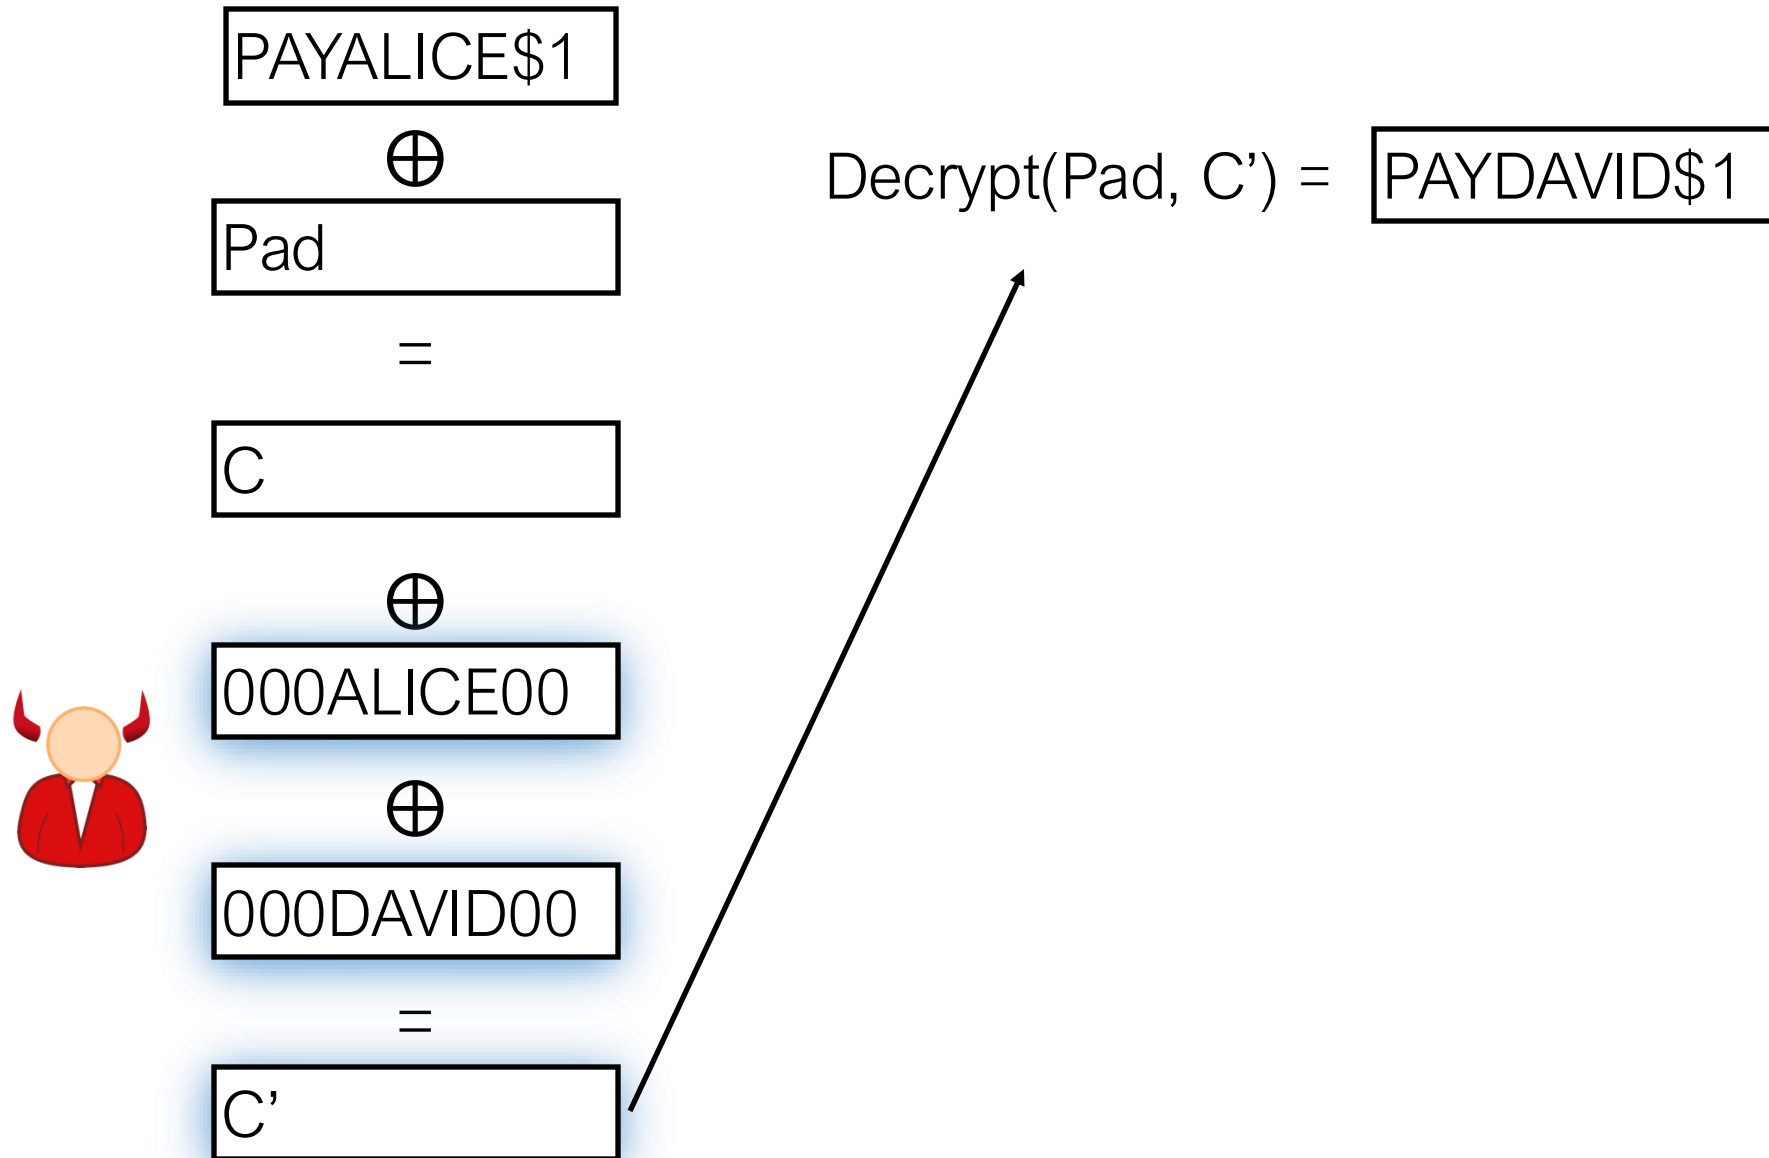 PAYALICE$1
⊕
Pad
=
C
⊕
000ALICE00
⊕
000DAVID00
=
C’
Decrypt(Pad, C’) = PAYDAVID$1